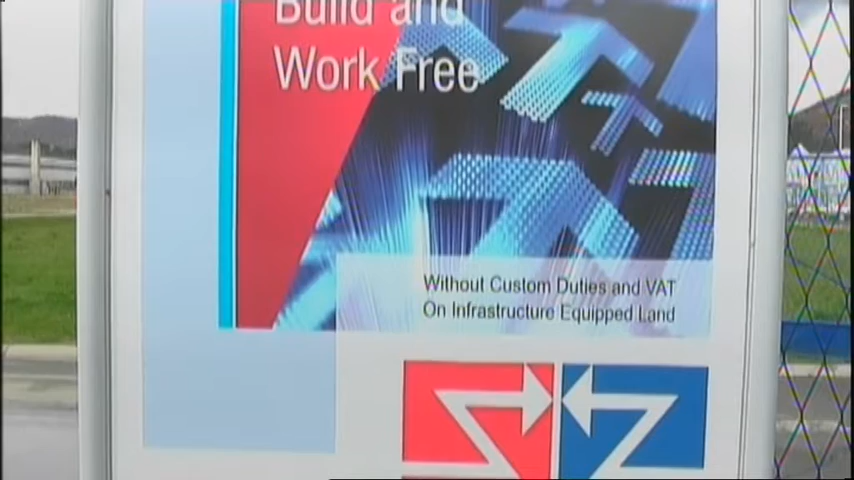 Build and
Work Free
Without Custom Duties and VAT
On Infrastructure Equipped Land